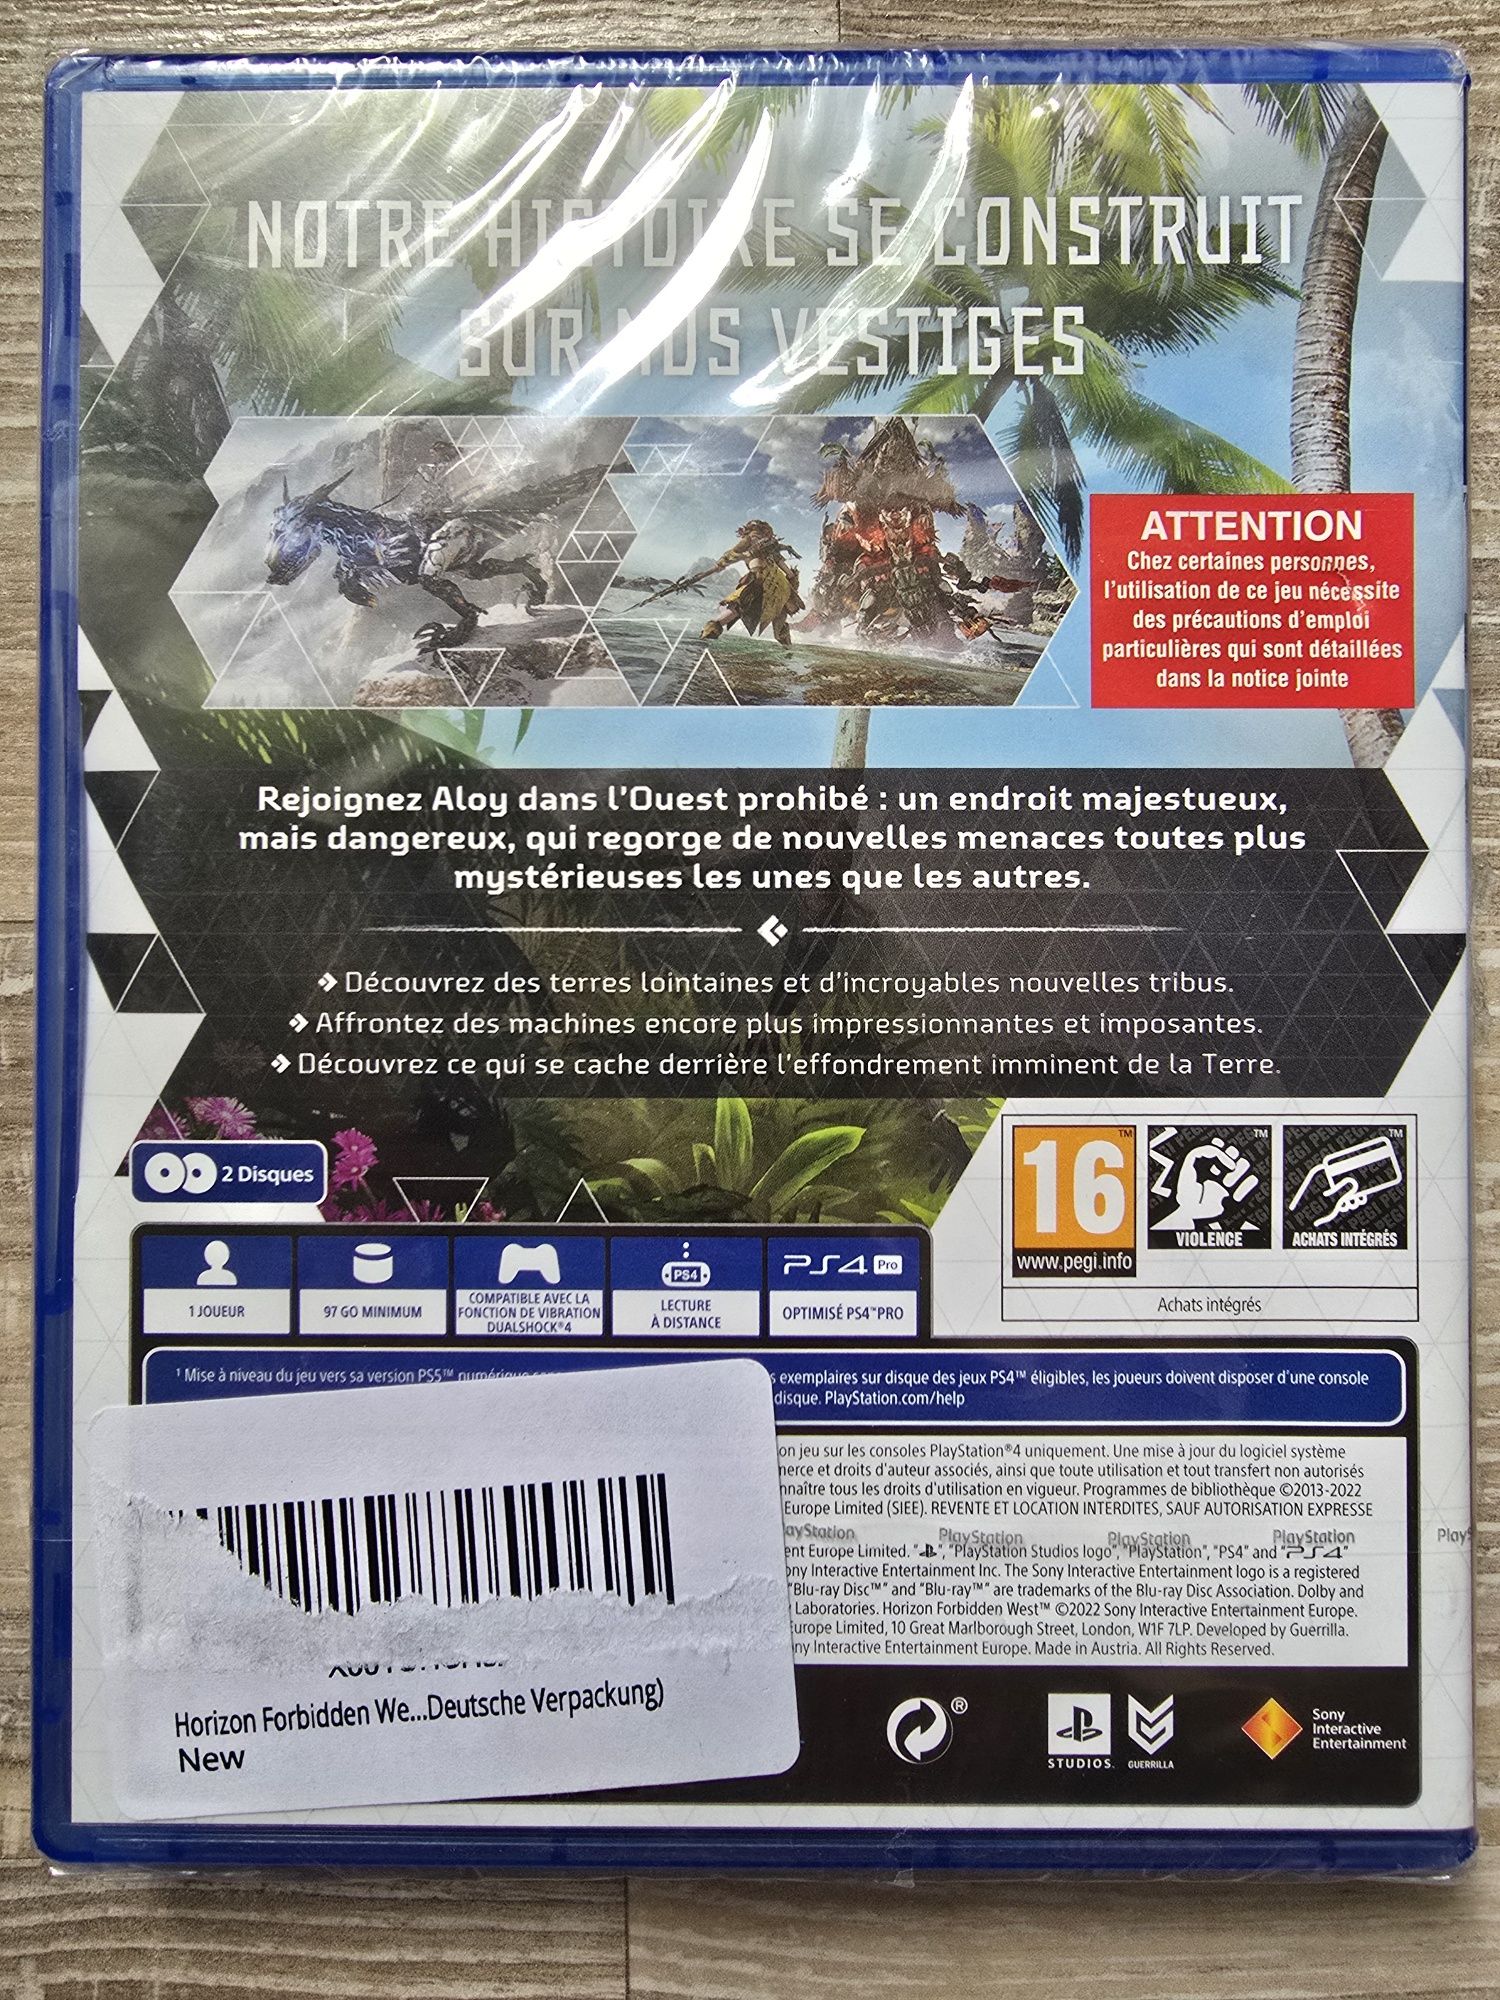 NOTRE HISTOIRE SE CONSTRUIT
SUR NOS VESTIGES
ATTENTION
Chez certaines personnes,
l'utilisation de ce jeu nécessite
des précautions d'emploi
particulières qui sont détaillées
dans la notice jointe
Rejoignez Aloy dans l'Ouest prohibé : un endroit majestueux,
mais dangereux, qui regorge de nouvelles menaces toutes plus
mystérieuses les unes que les autres.
Découvrez des terres lointaines et d'incroyables nouvelles tribus.
Affrontez des machines encore plus impressionnantes et imposantes.
Découvrez ce qui se cache derrière l'effondrement imminent de la Terre.
2 Disques
16
www.pegi.info
VIOLENCE
ACHATS INTÉGRÉS
Achats intégrés
1 JOUEUR
97 GO MINIMUM
COMPATIBLE AVEC LA
FONCTION DE VIBRATION
DUALSHOCK®4
PS4
LECTURE
À DISTANCE
PS4 Pro
OPTIMISÉ PS4™PRO
¹ Mise à niveau du jeu vers sa version PS5™ numérique
exemplaires sur disque des jeux PS4™ éligibles, les joueurs doivent disposer d'une console
disque. PlayStation.com/help
on jeu sur les consoles PlayStation®4 uniquement. Une mise à jour du logiciel système
et droits d'auteur associés, ainsi que toute utilisation et tout transfert non autorisés
tous les droits d'utilisation en vigueur. Programmes de bibliothèque ©2013-2022
Europe Limited (SIEE). REVENTE ET LOCATION INTERDITES, SAUF AUTORISATION EXPRESSE
PlayStation PlayStation PlayStation
Europe Limited. "", "PlayStation Studios logo", "PlayStation", "PS4" and "PS4"
Interactive Entertainment Inc. The Sony Interactive Entertainment logo is a registered
"Blu-ray Disc™" and "Blu-ray™" are trademarks of the Blu-ray Disc Association. Dolby and
Laboratories. Horizon Forbidden West™ ©2022 Sony Interactive Entertainment Europe.
Europe Limited, 10 Great Marlborough Street, London, W1F 7LP. Developed by Guerrilla.
Interactive Entertainment Europe. Made in Austria. All Rights Reserved.
Horizon Forbidden We...Deutsche Verpackung)
New
®
STUDIOS.
GUERRILLA
Sony
Interactive
Entertainment